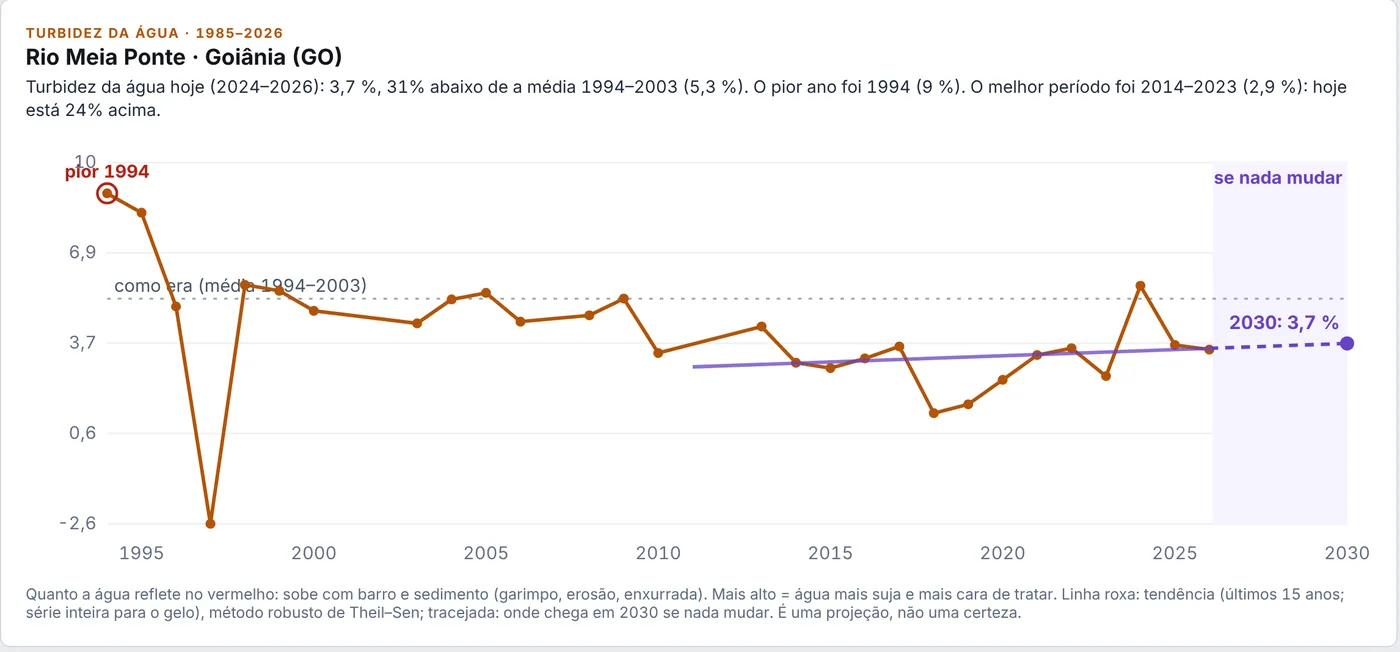 TURBIDEZ DA ÁGUA · 1985–2026
Rio Meia Ponte · Goiânia (GO)
Turbidez da água hoje (2024–2026): 3,7 %, 31% abaixo de a média 1994–2003 (5,3 %). O pior ano foi 1994 (9 %). O melhor período foi 2014–2023 (2,9 %): hoje
está 24% acima.
10
pior 1994
se nada mudar
6,9
como era (média 1994–2003)
2030: 3,7 %
3,7
0,6
-2,6
1995 2000 2005 2010 2015 2020 2025 2030
Quanto a água reflete no vermelho: sobe com barro e sedimento (garimpo, erosão, enxurrada). Mais alto = água mais suja e mais cara de tratar. Linha roxa: tendência (últimos 15 anos;
série inteira para o gelo), método robusto de Theil–Sen; tracejada: onde chega em 2030 se nada mudar. É uma projeção, não uma certeza.